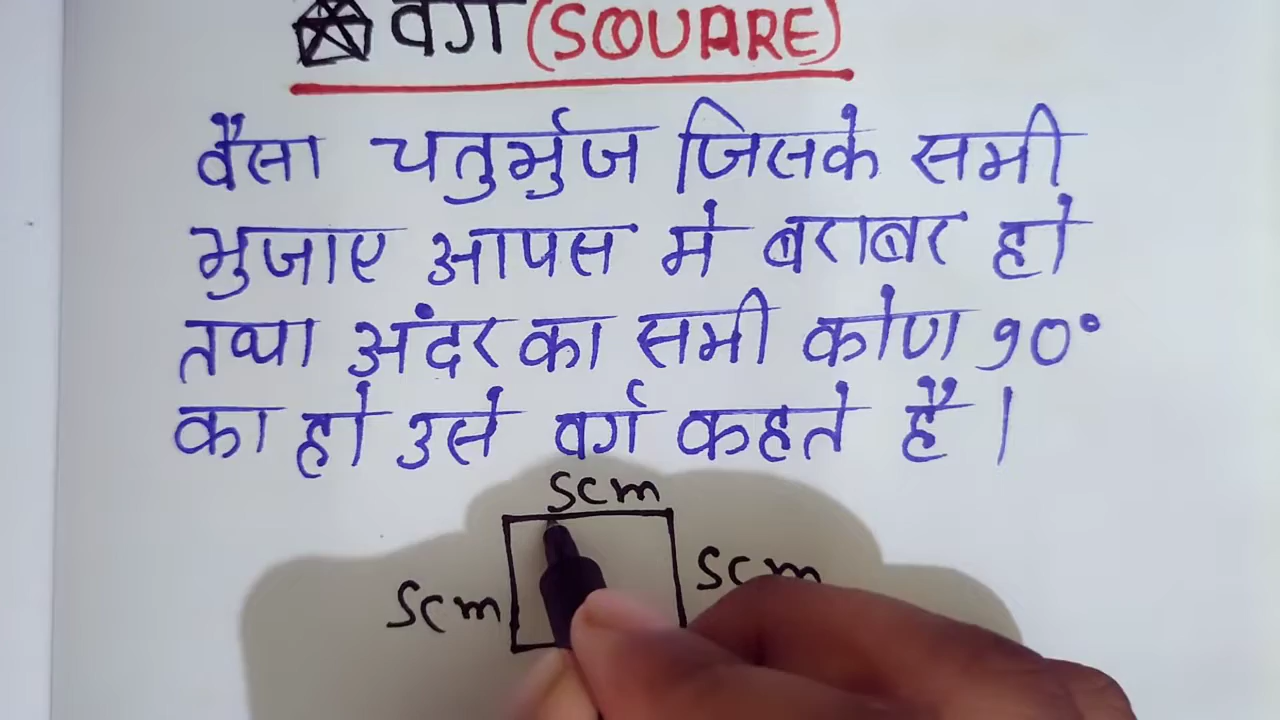 वर्ग (SQUARE)
वैसा चतुर्भुज जिसके सभी
भुजाए आपस मे बराबर हो
तथा अंदर का सभी कोण 90°
का हो उसे वर्ग कहते है।
5cm
5cm
5cm